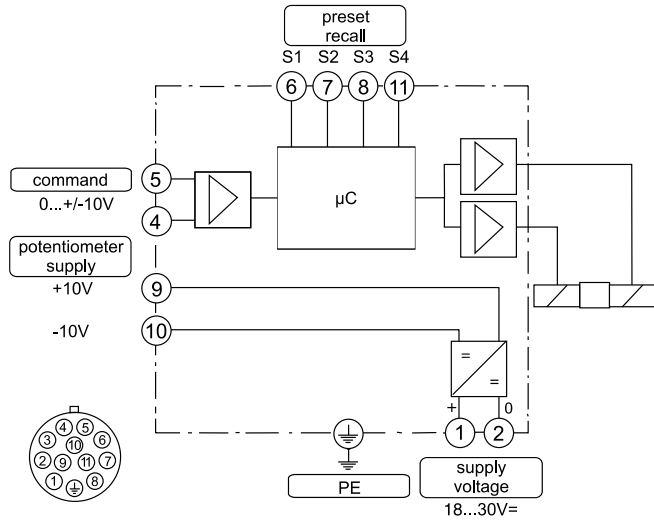 preset
recall
S1 S2 S3 S4
6 7 8 11
command
0...+/-10V
5
4
µC
potentiometer
supply
+10V
9
-10V
10
=
=
+ 0
1 2
PE
supply
voltage
18...30V=
4 5
3 10 6
2 9 11 7
1 8